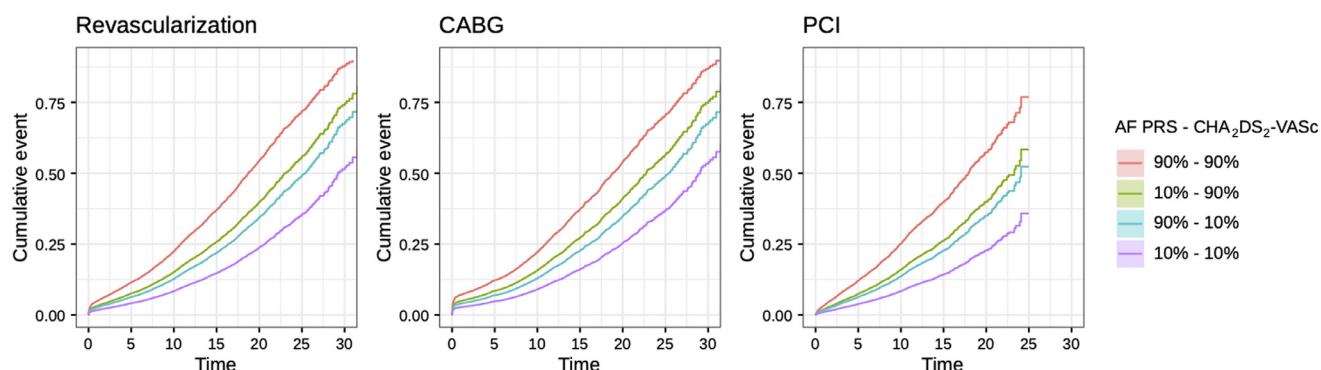 Revascularization
CABG
PCI
Cumulative event
0.75
0.50
0.25
0.00
0 5 10 15 20 25 30
Time
Cumulative event
0.75
0.50
0.25
0.00
0 5 10 15 20 25 30
Time
Cumulative event
0.75
0.50
0.25
0.00
0 5 10 15 20 25 30
Time
AF PRS - CHA₂DS₂-VASc
90% - 90%
10% - 90%
90% - 10%
10% - 10%